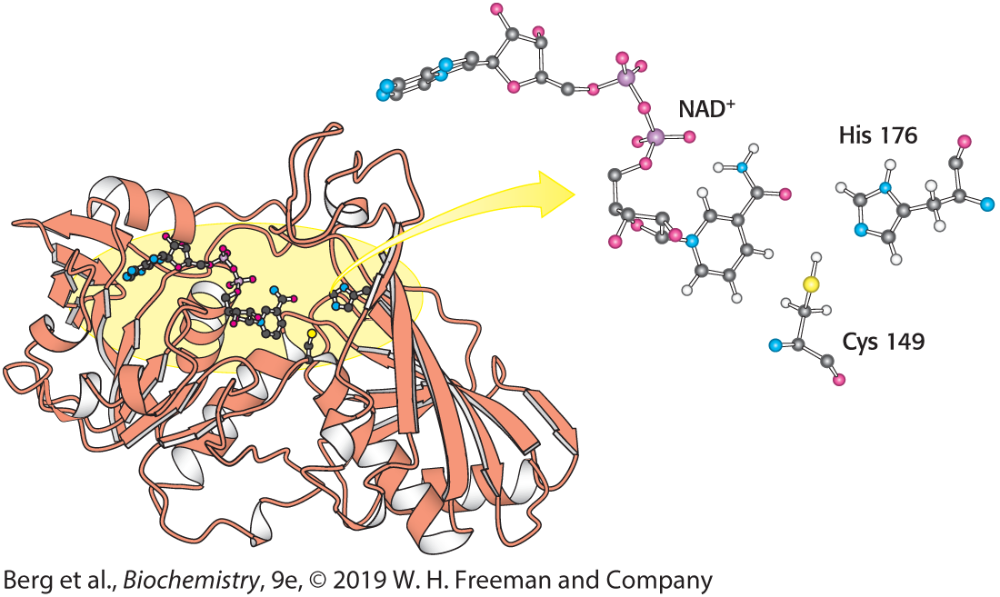 NAD⁺
His 176
Cys 149
Berg et al., Biochemistry, 9e, © 2019 W. H. Freeman and Company